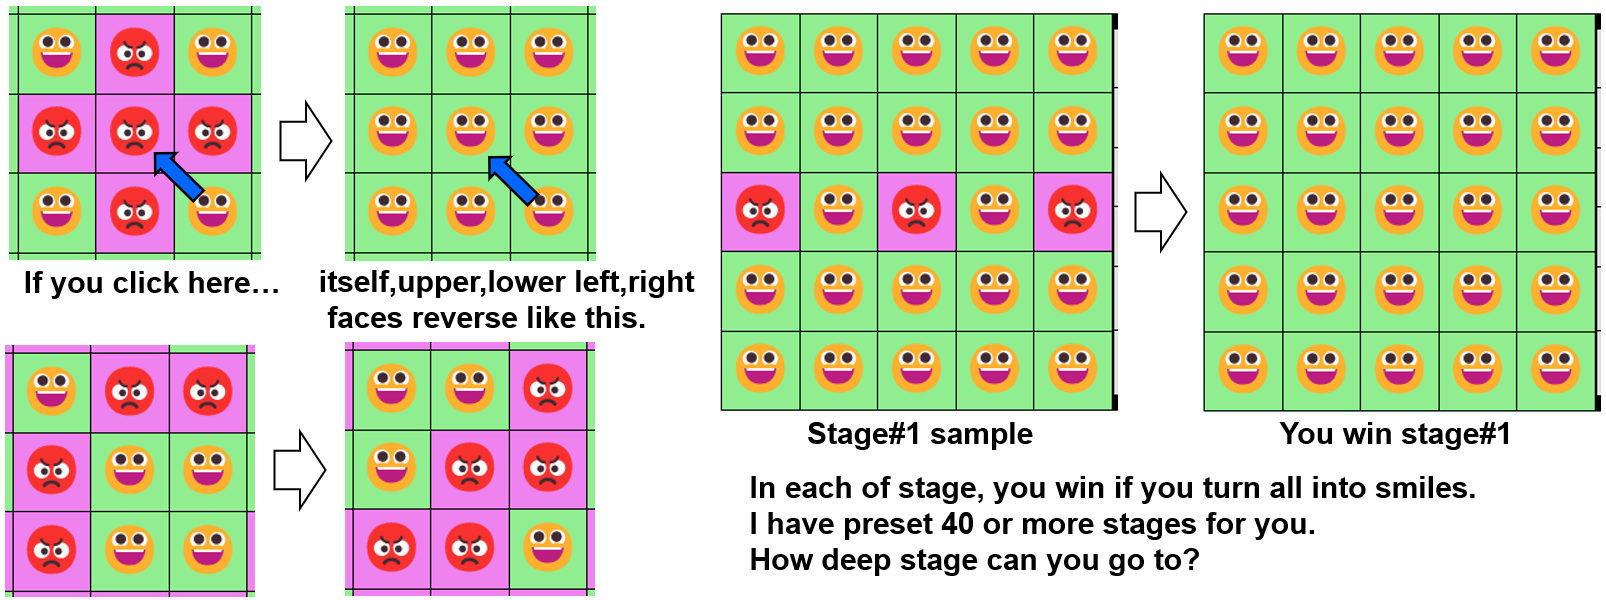 If you click here…
itself,upper,lower left,right
faces reverse like this.
Stage#1 sample
You win stage#1
In each of stage, you win if you turn all into smiles.
I have preset 40 or more stages for you.
How deep stage can you go to?